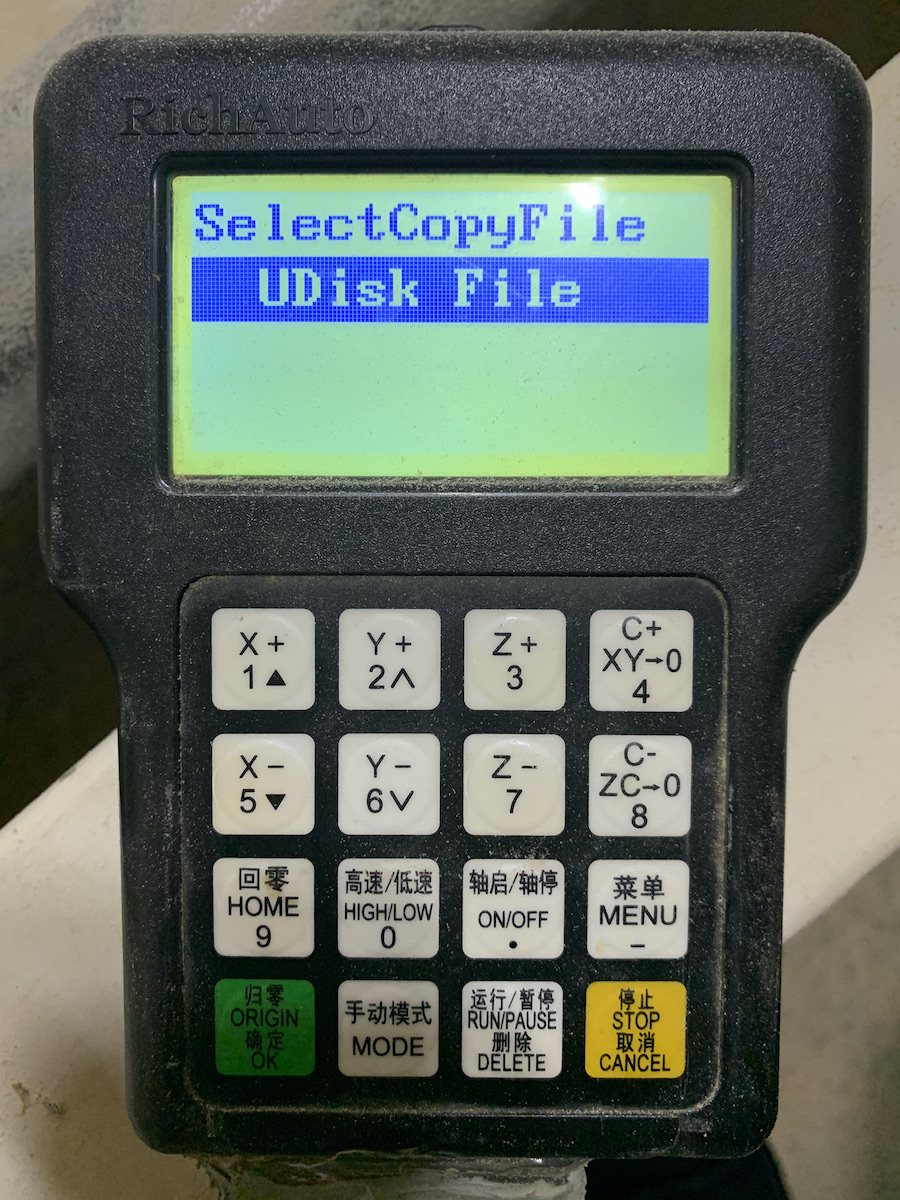 RichAuto
SelectCopyFile
UDisk File
X+
1▲
Y+
2∧
Z+
3
C+
XY→0
4
X-
5▼
Y-
6∨
Z-
7
C-
ZC→0
8
回零
HOME
9
高速/低速
HIGH/LOW
0
轴启/轴停
ON/OFF
.
菜单
MENU
-
归零
ORIGIN
确定
OK
手动模式
MODE
运行/暂停
RUN/PAUSE
删除
DELETE
停止
STOP
取消
CANCEL